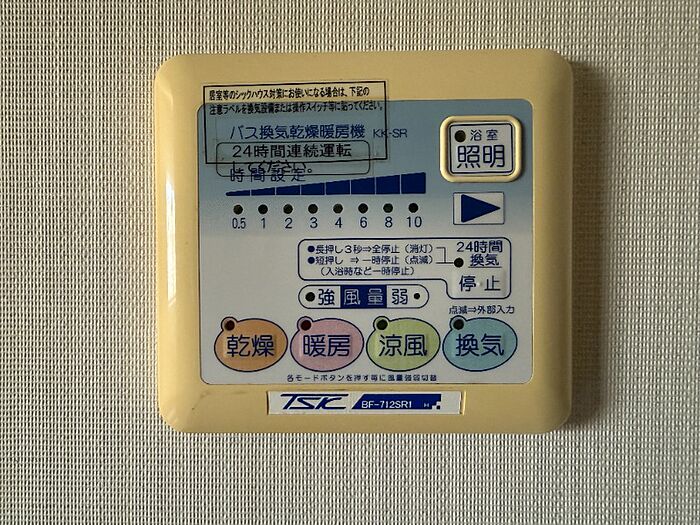 居室等のシックハウス対策にお使いになる場合は、下記の
注意ラベルを換気設備または操作スイッチ等に貼ってください。
バス換気乾燥暖房機 KK-SR
24時間連続運転
してください。
時間設定
0.5 1 2 3 4 6 8 10
浴室
照明
●長押し3秒⇒全停止(消灯)
●短押し ⇒一時停止(点滅)
(入浴時など一時停止)
24時間
換気
停止
強 風量 弱
点滅⇒外部入力
乾燥 暖房 涼風 換気
各モードボタンを押す毎に風量強弱切替
TSK BF-712SR1 H